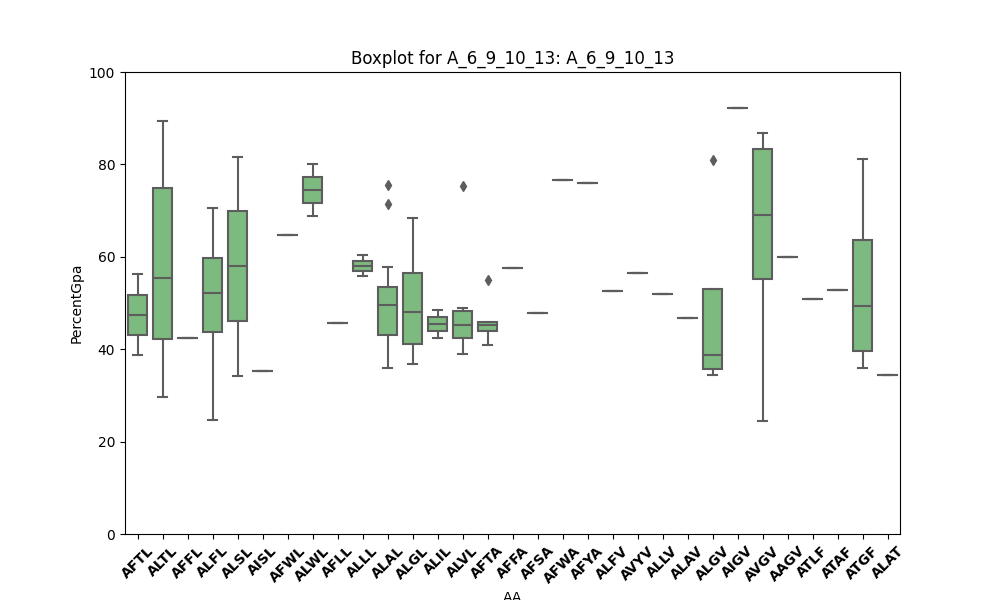 Boxplot for A_6_9_10_13: A_6_9_10_13
PercentGpa
100
80
60
40
20
0
AFTL ALTL AFFL ALFL ALSL AISL AFWL ALWL AFLL ALLL ALAL ALGL ALIL ALVL AFTA AFFA AFSA AFWA AFYA ALFV AVYV ALLV ALAV ALGV AIGV AVGV AAGV ATLF ATAF ATGF ALAT
AA